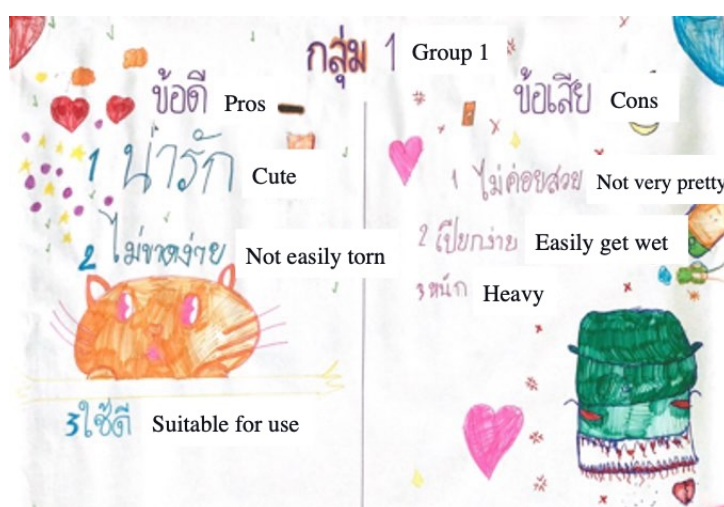 กลุ่ม 1 Group 1
ข้อดี Pros
1 น่ารัก Cute
2 ไม่ขาดง่าย Not easily torn
3 ใช้ดี Suitable for use
ข้อเสีย Cons
1 ไม่ค่อยสวย Not very pretty
2 เปียกง่าย Easily get wet
3 หนัก Heavy